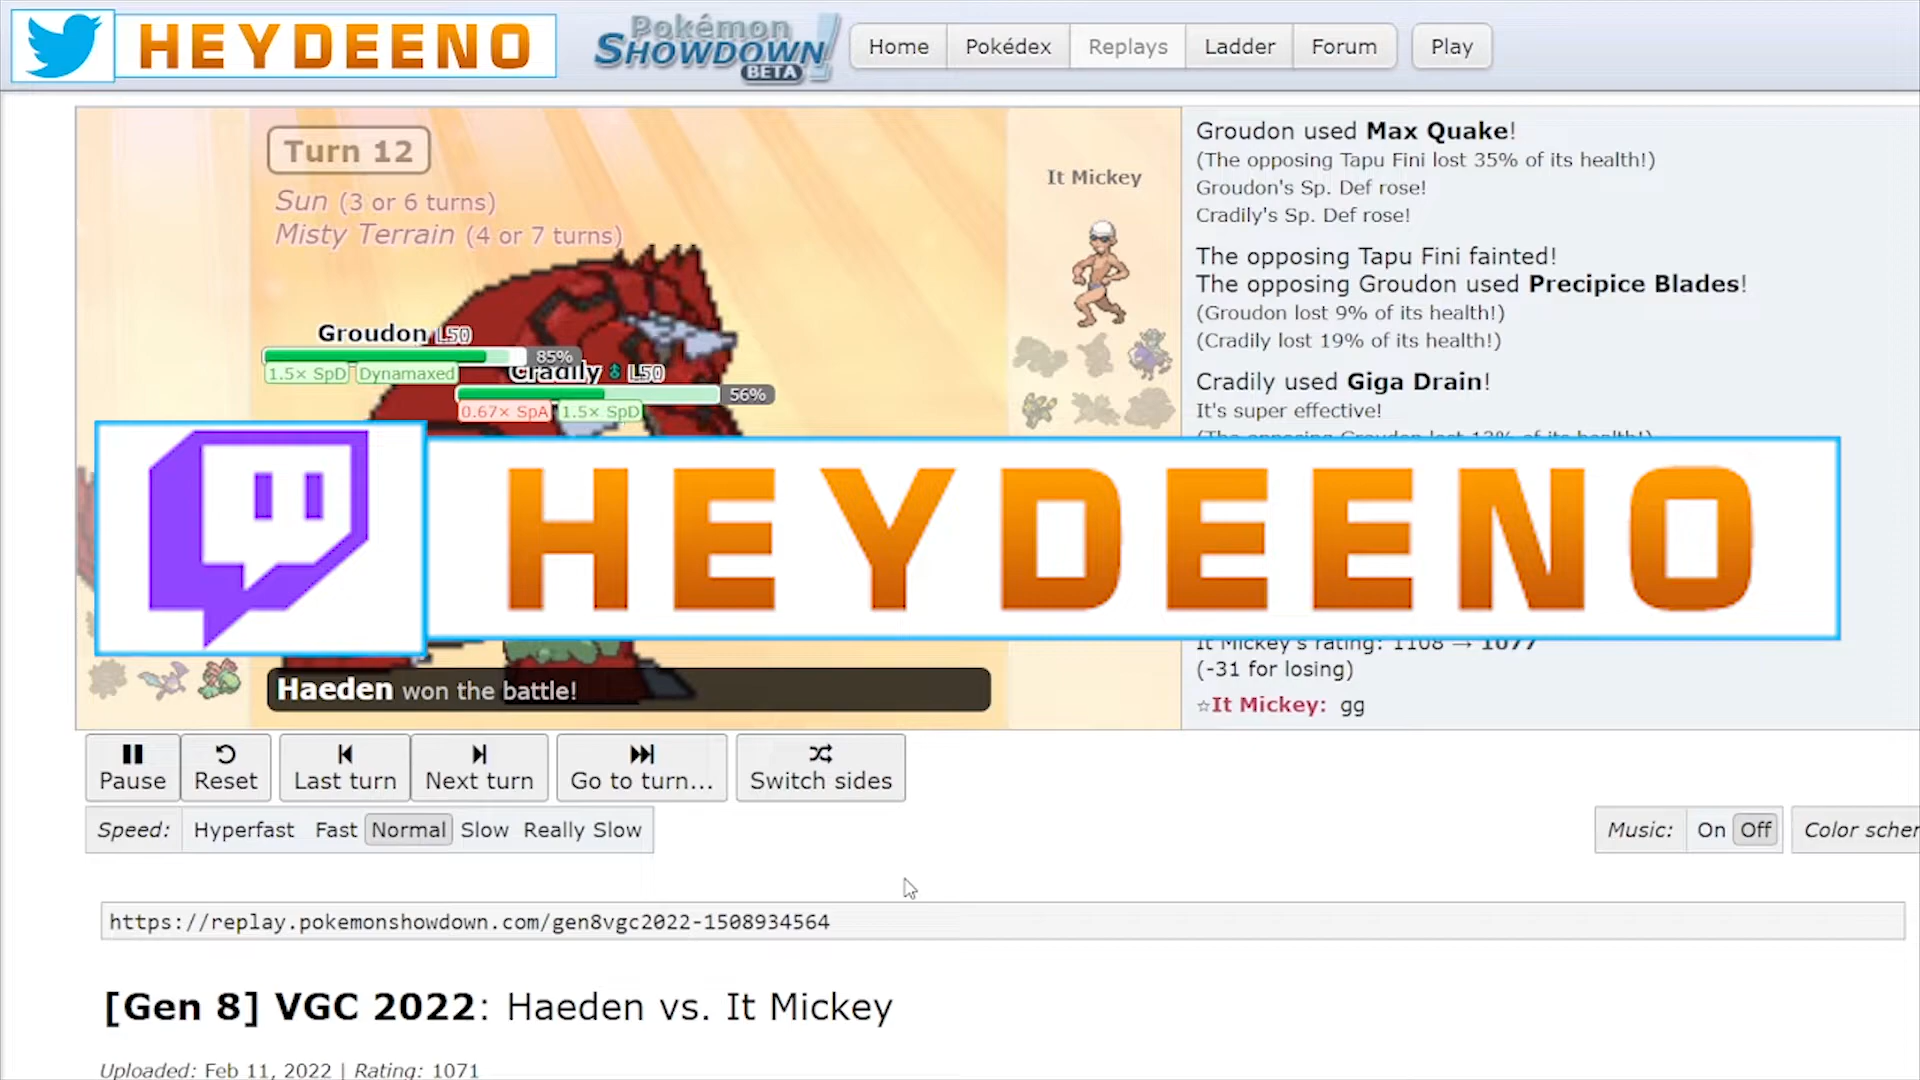 HEYDEENO
Pokémon
SHOWDOWN!
BETA
Home
Pokédex
Replays
Ladder
Forum
Play
Turn 12
Sun (3 or 6 turns)
Misty Terrain (4 or 7 turns)
Groudon L50
85%
1.5× SpD Dynamaxed
Cradily L50
56%
0.67× SpA 1.5× SpD
It Mickey
Groudon used Max Quake!
(The opposing Tapu Fini lost 35% of its health!)
Groudon's Sp. Def rose!
Cradily's Sp. Def rose!
The opposing Tapu Fini fainted!
The opposing Groudon used Precipice Blades!
(Groudon lost 9% of its health!)
(Cradily lost 19% of its health!)
Cradily used Giga Drain!
It's super effective!
HEYDEENO
It Mickey's rating: 1108 → 1077
(-31 for losing)
☆It Mickey: gg
Haeden won the battle!
Pause
Reset
Last turn
Next turn
Go to turn...
Switch sides
Speed: Hyperfast Fast Normal Slow Really Slow
Music: On Off
Color scher
https://replay.pokemonshowdown.com/gen8vgc2022-1508934564
[Gen 8] VGC 2022: Haeden vs. It Mickey
Uploaded: Feb 11, 2022 | Rating: 1071